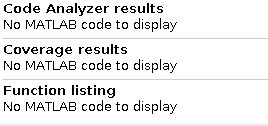 Code Analyzer results
No MATLAB code to display
Coverage results
No MATLAB code to display
Function listing
No MATLAB code to display